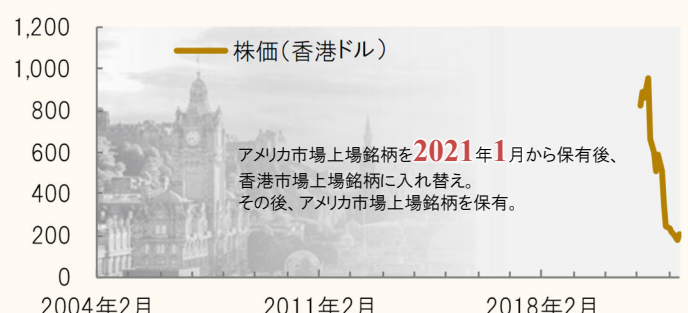 1,200
1,000
800
600
400
200
0
株価(香港ドル)
アメリカ市場上場銘柄を2021年1月から保有後、
香港市場上場銘柄に入れ替え。
その後、アメリカ市場上場銘柄を保有。
2004年2月 2011年2月 2018年2月